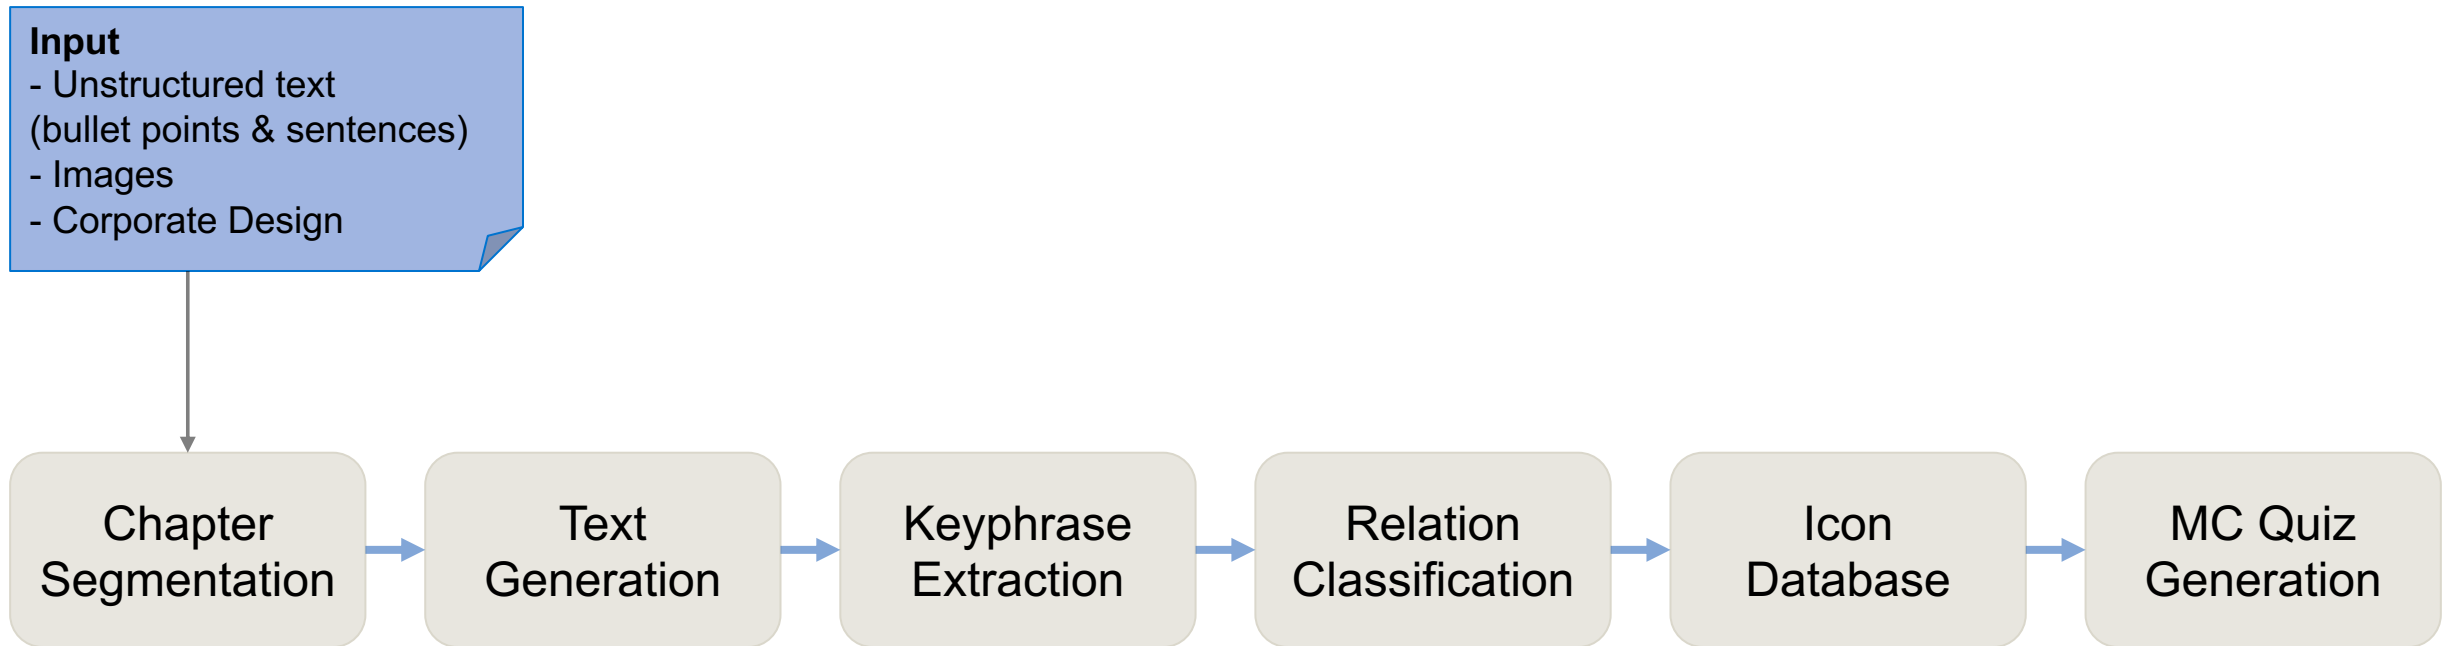 Input
- Unstructured text
(bullet points & sentences)
- Images
- Corporate Design
Chapter
Segmentation
Text
Generation
Keyphrase
Extraction
Relation
Classification
Icon
Database
MC Quiz
Generation